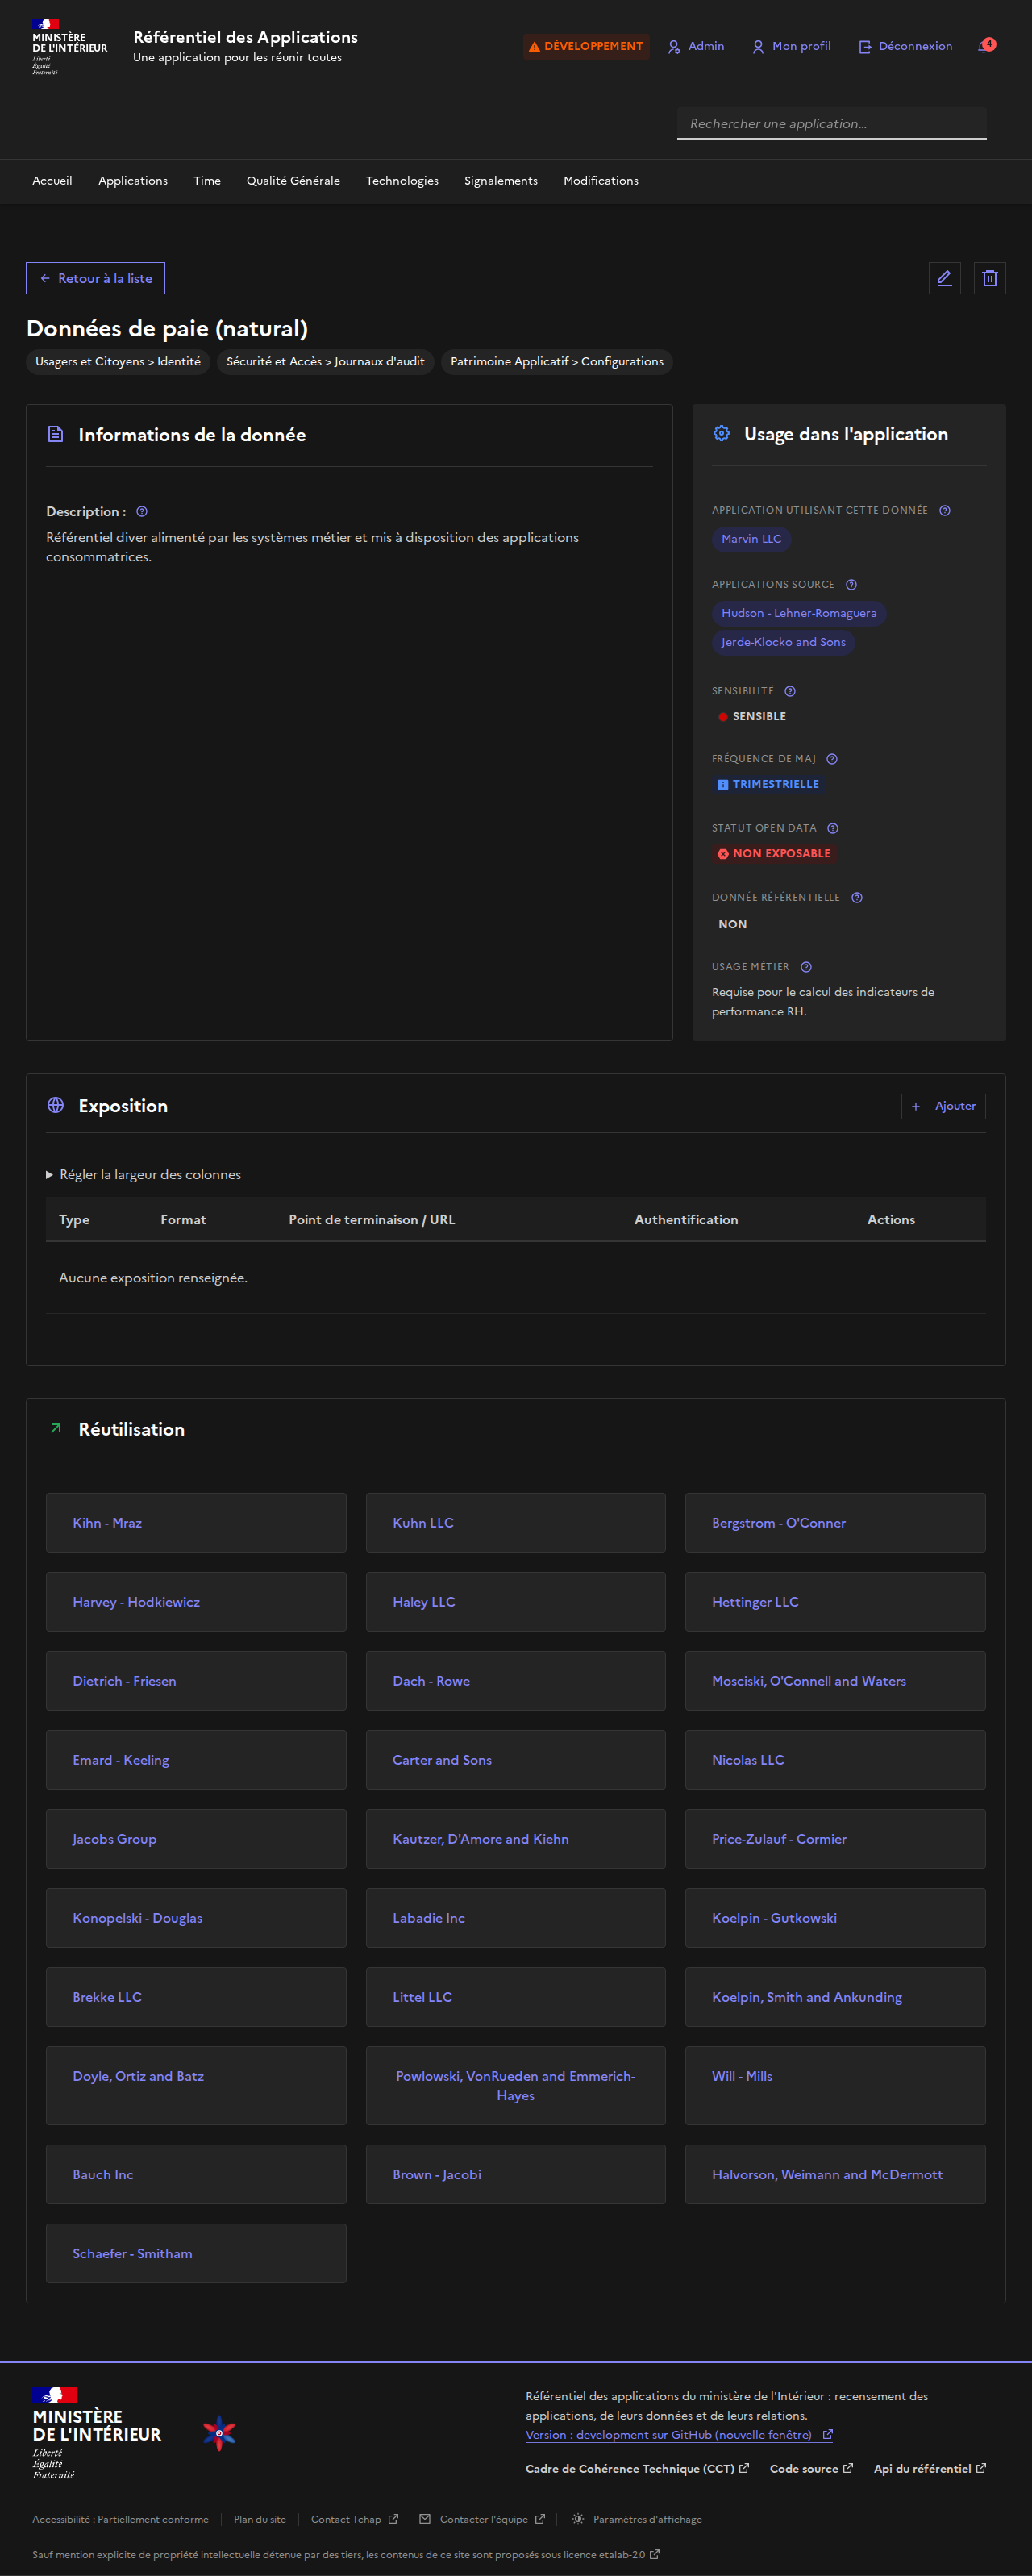 MINISTÈRE
DE L'INTÉRIEUR
Liberté
Égalité
Fraternité
Référentiel des Applications
Une application pour les réunir toutes
DÉVELOPPEMENT
Admin
Mon profil
Déconnexion
4
Rechercher une application…
Accueil
Applications
Time
Qualité Générale
Technologies
Signalements
Modifications
Retour à la liste
Données de paie (natural)
Usagers et Citoyens > Identité
Sécurité et Accès > Journaux d'audit
Patrimoine Applicatif > Configurations
Informations de la donnée
Description :
Référentiel diver alimenté par les systèmes métier et mis à disposition des applications
consommatrices.
Usage dans l'application
APPLICATION UTILISANT CETTE DONNÉE
Marvin LLC
APPLICATIONS SOURCE
Hudson - Lehner-Romaguera
Jerde-Klocko and Sons
SENSIBILITÉ
SENSIBLE
FRÉQUENCE DE MAJ
TRIMESTRIELLE
STATUT OPEN DATA
NON EXPOSABLE
DONNÉE RÉFÉRENTIELLE
NON
USAGE MÉTIER
Requise pour le calcul des indicateurs de
performance RH.
Exposition
Ajouter
Régler la largeur des colonnes
Type Format Point de terminaison / URL Authentification Actions
Aucune exposition renseignée.
Réutilisation
Kihn - Mraz
Kuhn LLC
Bergstrom - O'Conner
Harvey - Hodkiewicz
Haley LLC
Hettinger LLC
Dietrich - Friesen
Dach - Rowe
Mosciski, O'Connell and Waters
Emard - Keeling
Carter and Sons
Nicolas LLC
Jacobs Group
Kautzer, D'Amore and Kiehn
Price-Zulauf - Cormier
Konopelski - Douglas
Labadie Inc
Koelpin - Gutkowski
Brekke LLC
Littel LLC
Koelpin, Smith and Ankunding
Doyle, Ortiz and Batz
Powlowski, VonRueden and Emmerich-
Hayes
Will - Mills
Bauch Inc
Brown - Jacobi
Halvorson, Weimann and McDermott
Schaefer - Smitham
MINISTÈRE
DE L'INTÉRIEUR
Liberté
Égalité
Fraternité
Référentiel des applications du ministère de l'Intérieur : recensement des
applications, de leurs données et de leurs relations.
Version : development sur GitHub (nouvelle fenêtre)
Cadre de Cohérence Technique (CCT)
Code source
Api du référentiel
Accessibilité : Partiellement conforme
Plan du site
Contact Tchap
Contacter l'équipe
Paramètres d'affichage
Sauf mention explicite de propriété intellectuelle détenue par des tiers, les contenus de ce site sont proposés sous licence etalab-2.0